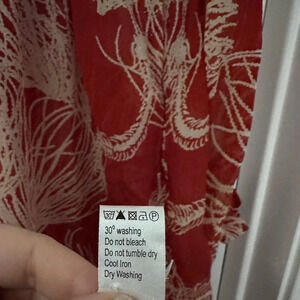 30° washing
Do not bleach
Do not tumble dry
Cool Iron
Dry Washing